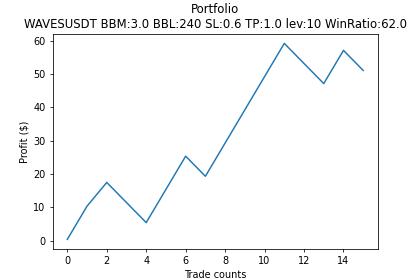 Portfolio
WAVESUSDT BBM:3.0 BBL:240 SL:0.6 TP:1.0 lev:10 WinRatio:62.0
60
50
40
30
20
10
0
Profit ($)
0 2 4 6 8 10 12 14
Trade counts